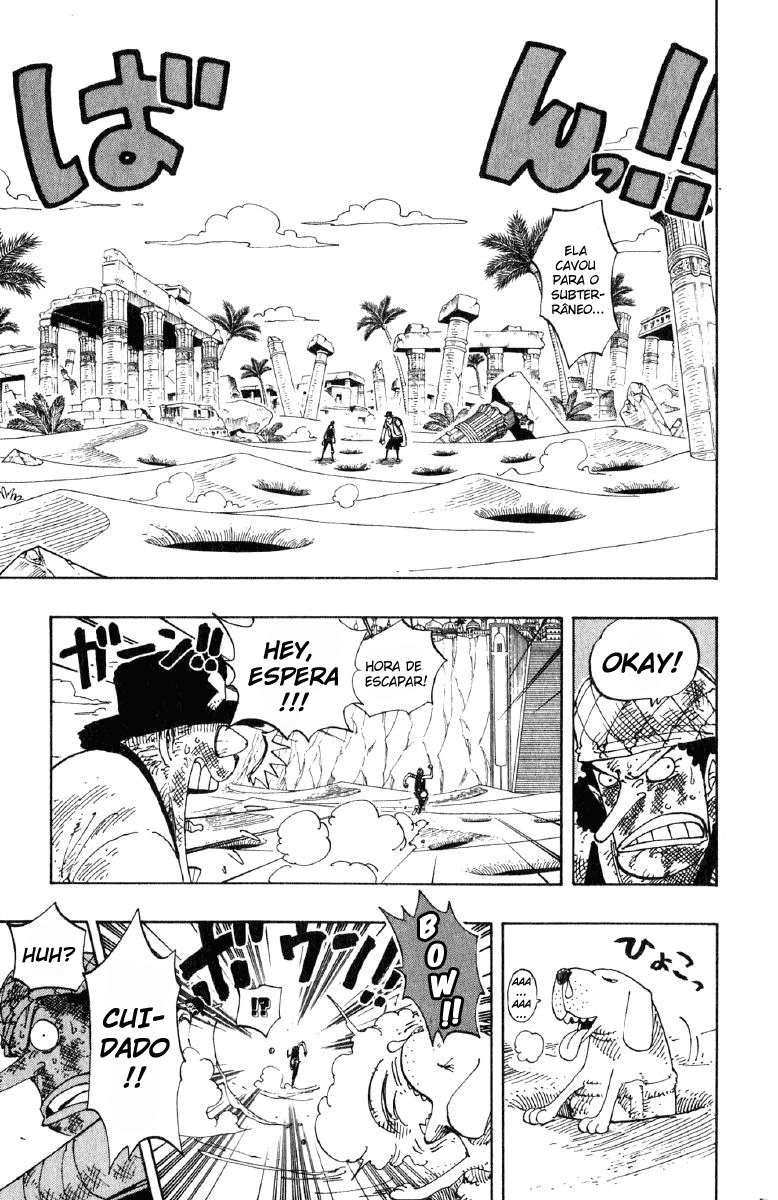 ばんっ!!
ELA
CAVOU
PARA O
SUBTER-
RÂNEO...
OKAY!
HORA DE
ESCAPAR!
HEY,
ESPERA
!!!
ガーン!!
ひょこっ
AAA
...
AAA
...
BOW!!
ボウン!!
!?
CUI-
DADO
!!
HUH?